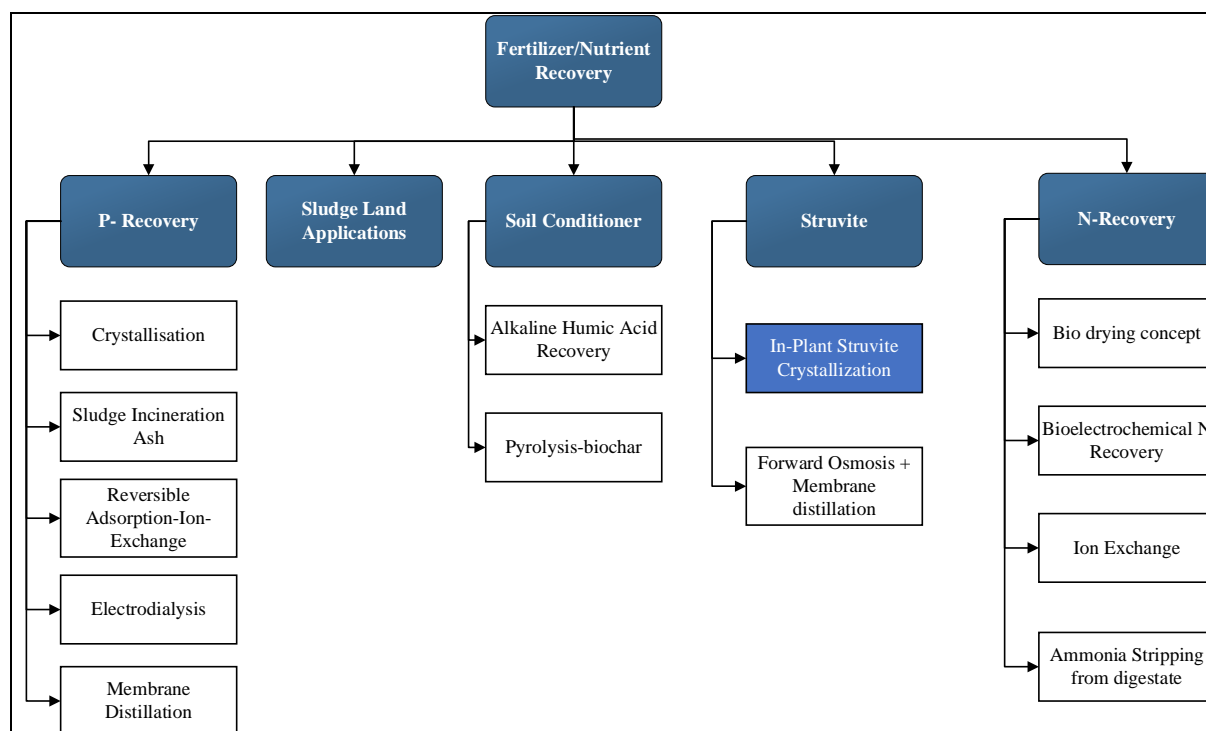 Fertilizer/Nutrient
Recovery
P- Recovery
Sludge Land
Applications
Soil Conditioner
Struvite
N-Recovery
Crystallisation
Sludge Incineration
Ash
Reversible
Adsorption-Ion-
Exchange
Electrodialysis
Membrane
Distillation
Alkaline Humic Acid
Recovery
Pyrolysis-biochar
In-Plant Struvite
Crystallization
Forward Osmosis +
Membrane
distillation
Bio drying concept
Bioelectrochemical N
Recovery
Ion Exchange
Ammonia Stripping
from digestate